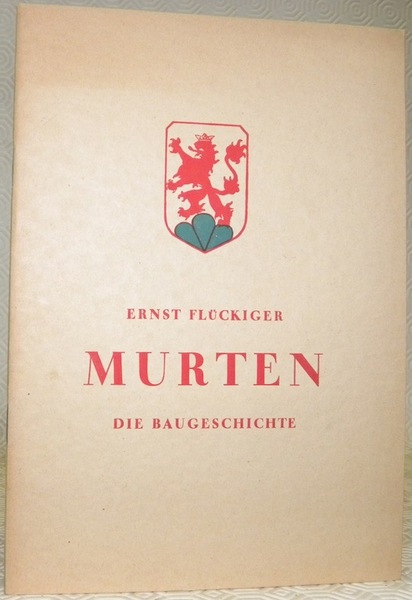 ERNST FLÜCKIGER
MURTEN
DIE BAUGESCHICHTE